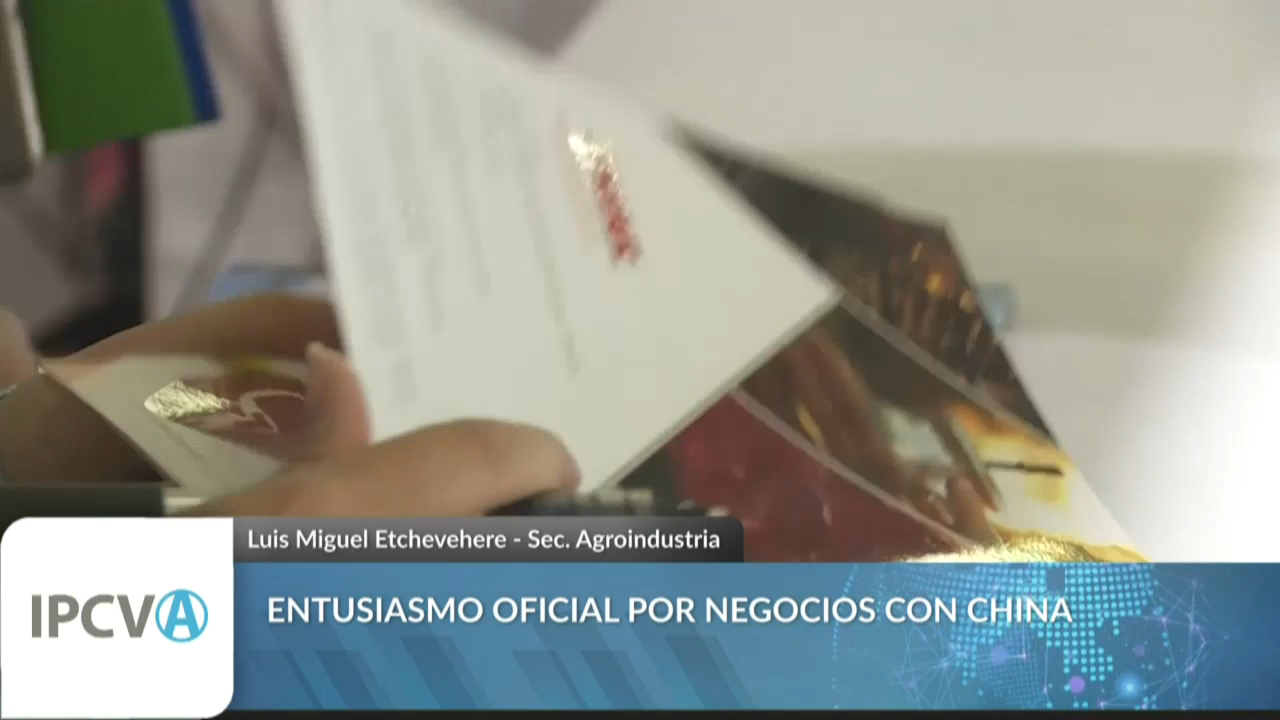 Luis Miguel Etchevehere - Sec. Agroindustria
IPCVA
ENTUSIASMO OFICIAL POR NEGOCIOS CON CHINA